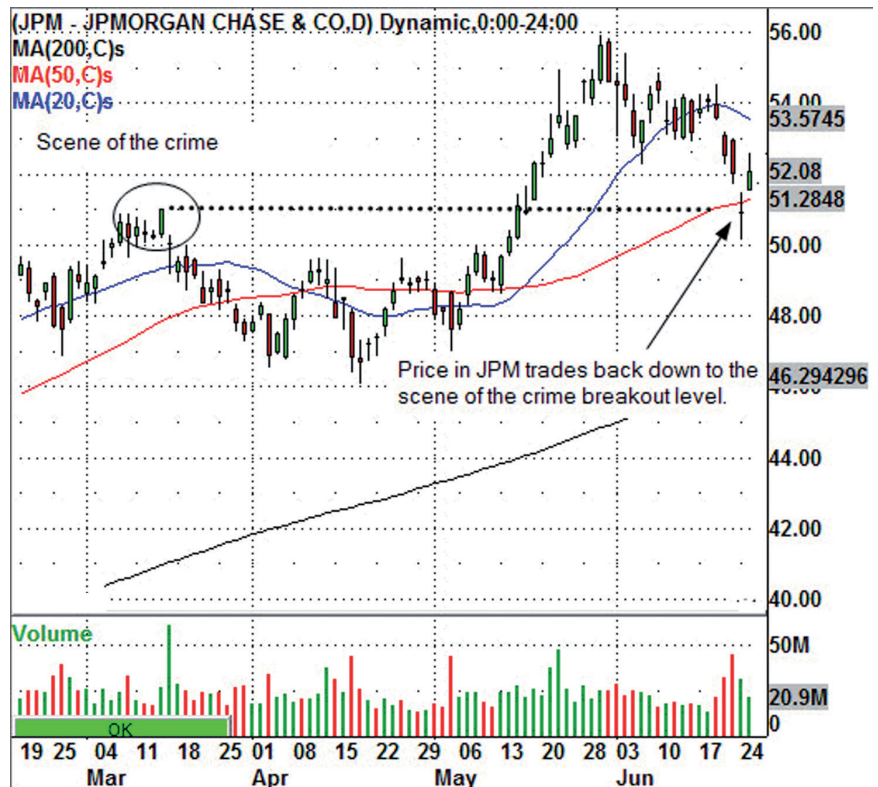 (JPM - JPMORGAN CHASE & CO,D) Dynamic,0:00-24:00
MA(200,C)s
MA(50,C)s
MA(20,C)s
Scene of the crime
56.00
54.00
53.5745
52.08
51.2848
50.00
48.00
Price in JPM trades back down to the
scene of the crime breakout level.
46.294296
44.00
42.00
40.00
Volume
50M
20.9M
0
OK
19 25 04 11 18 25 01 08 15 22 29 06 13 20 28 03 10 17 24
Mar Apr May Jun